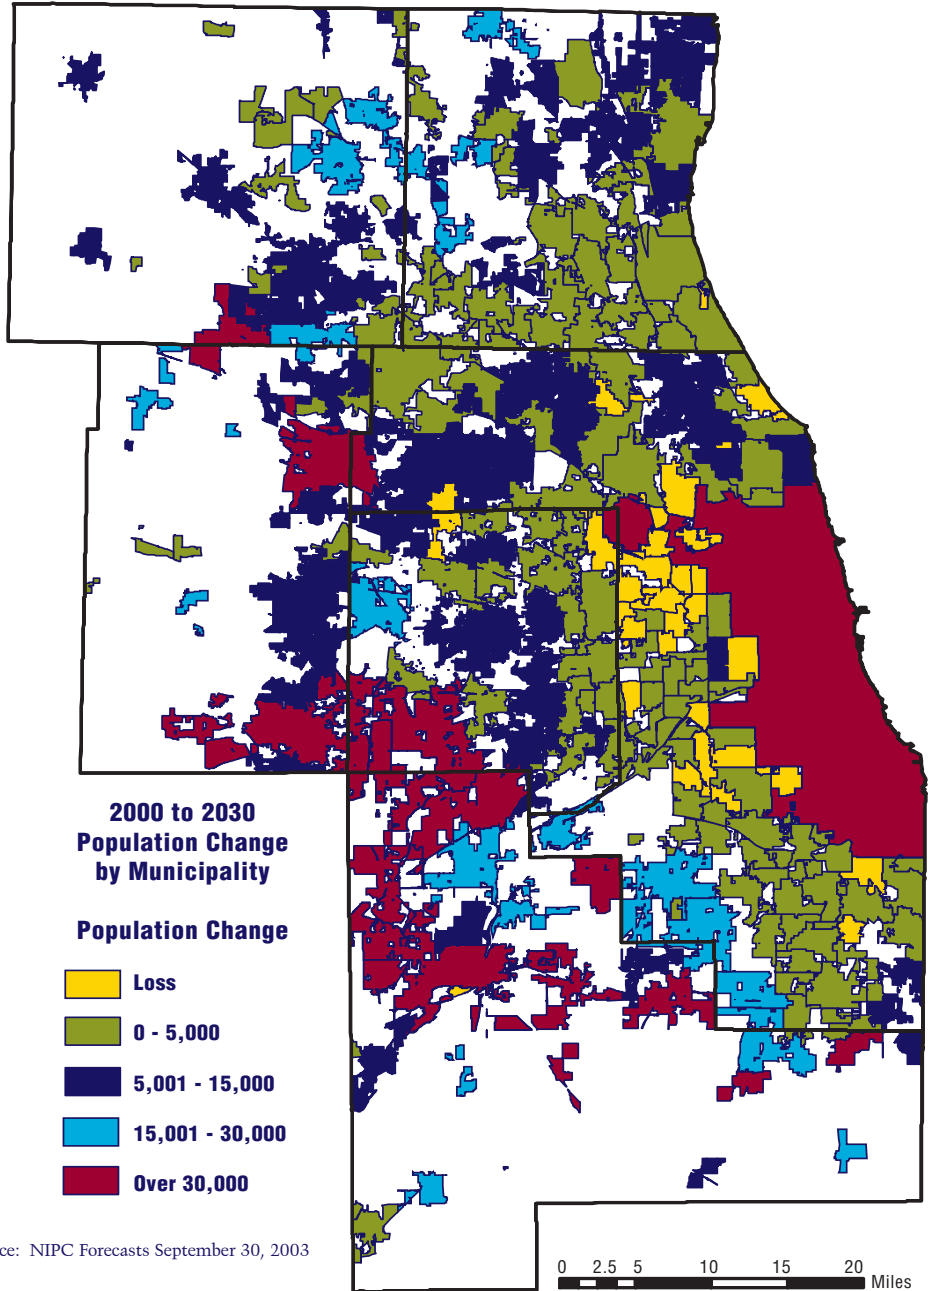 2000 to 2030
Population Change
by Municipality
Population Change
Loss
0 - 5,000
5,001 - 15,000
15,001 - 30,000
Over 30,000
ce: NIPC Forecasts September 30, 2003
0 2.5 5 10 15 20 Miles